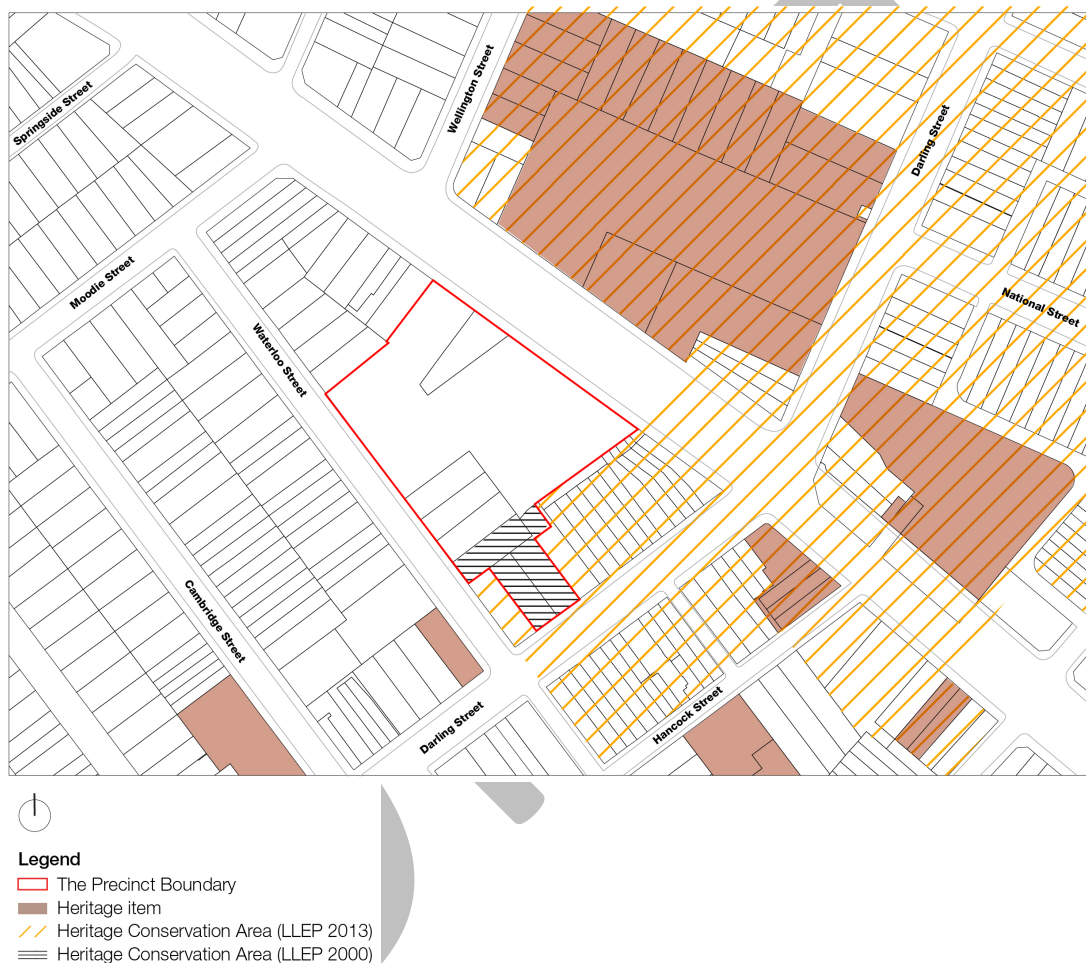 Springside Street
Wellington Street
Darling Street
Moodie Street
National Street
Waterloo Street
Cambridge Street
Darling Street
Hancock Street
Legend
The Precinct Boundary
Heritage item
Heritage Conservation Area (LLEP 2013)
Heritage Conservation Area (LLEP 2000)